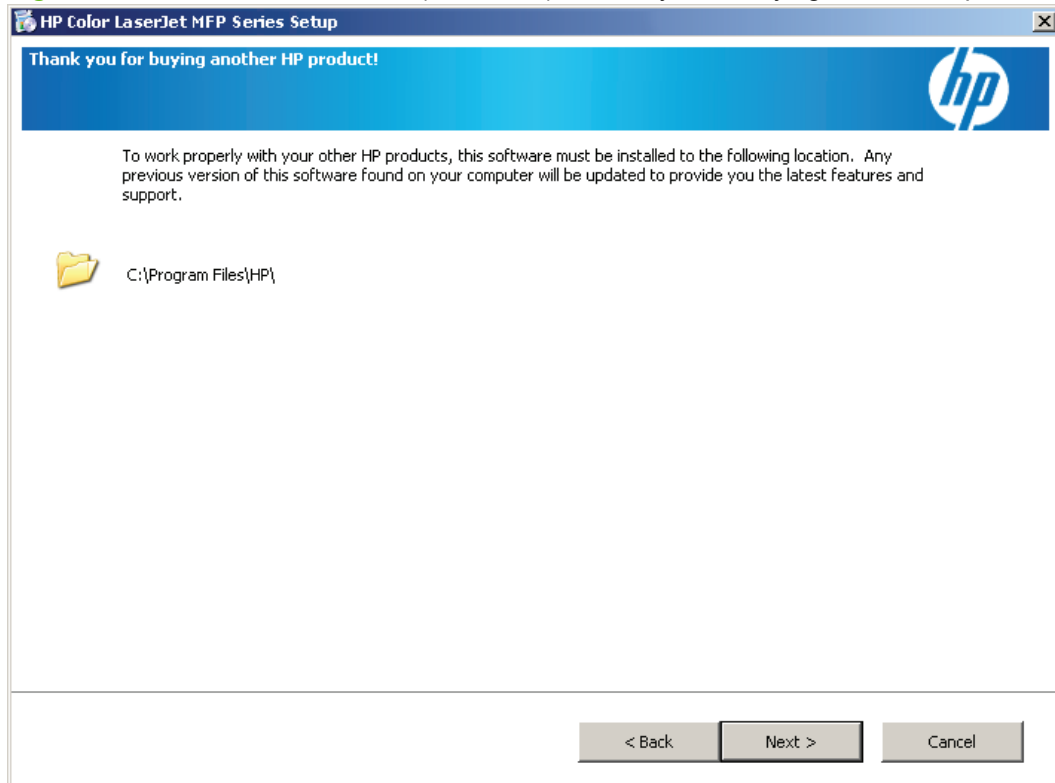 HP Color LaserJet MFP Series Setup
Thank you for buying another HP product!
hp
To work properly with your other HP products, this software must be installed to the following location.  Any
previous version of this software found on your computer will be updated to provide you the latest features and
support.
C:\Program Files\HP\
< Back
Next >
Cancel